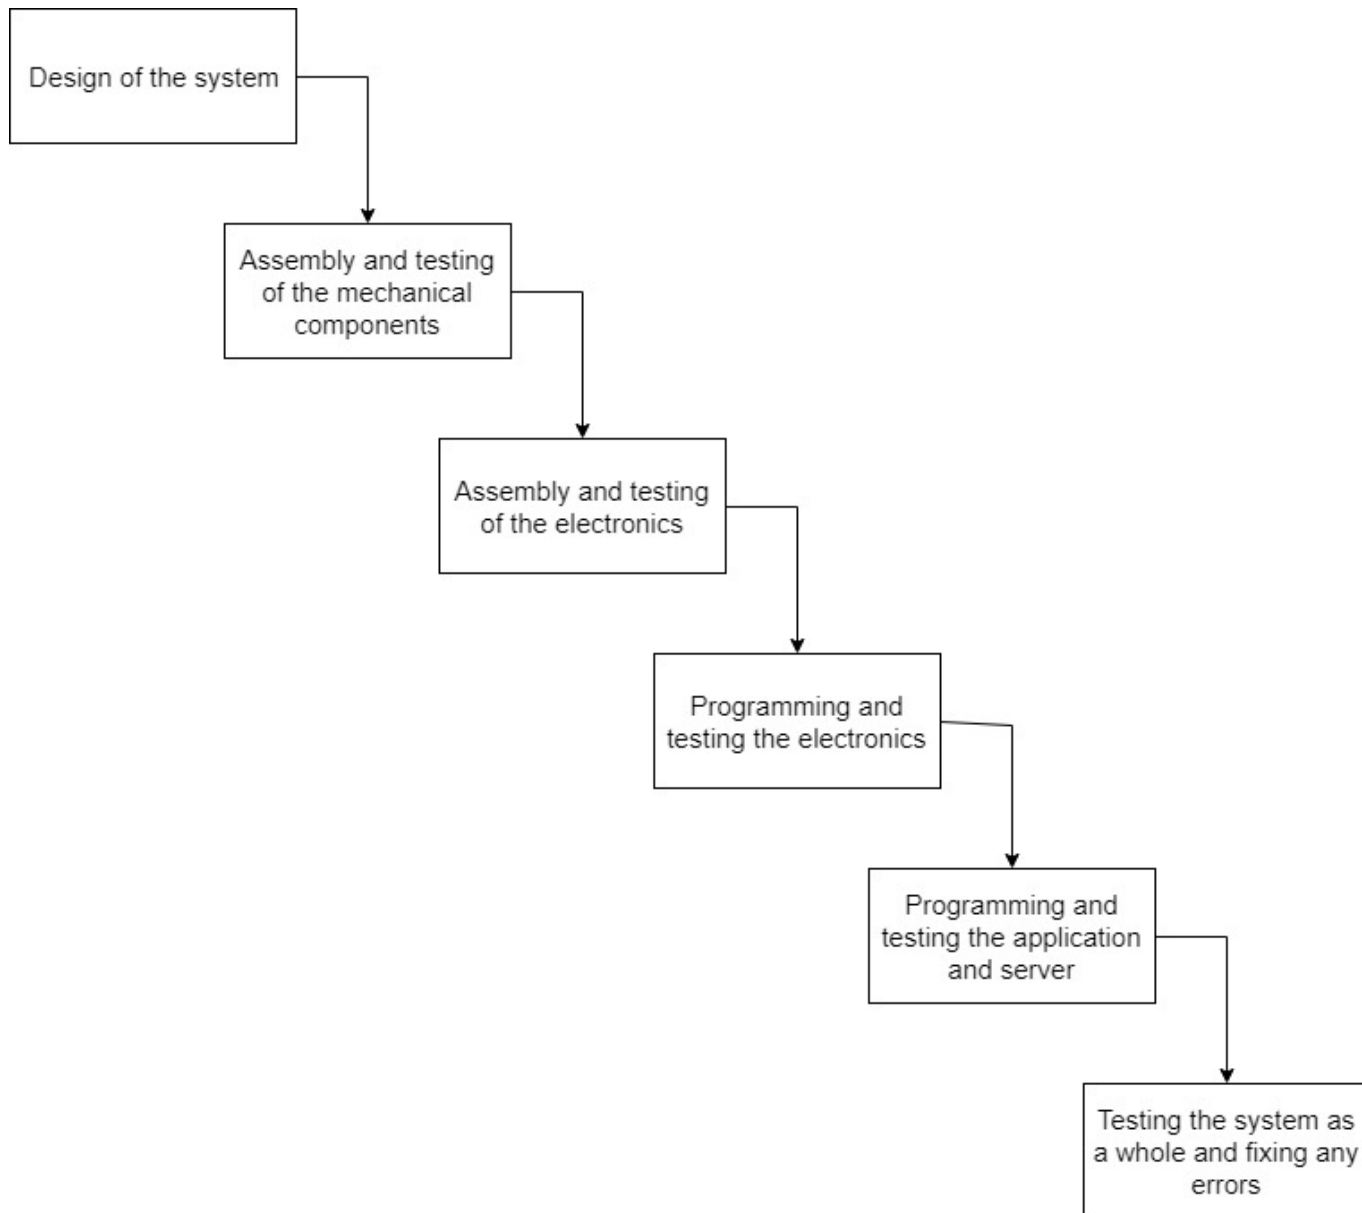 Design of the system
Assembly and testing
of the mechanical
components
Assembly and testing
of the electronics
Programming and
testing the electronics
Programming and
testing the application
and server
Testing the system as
a whole and fixing any
errors